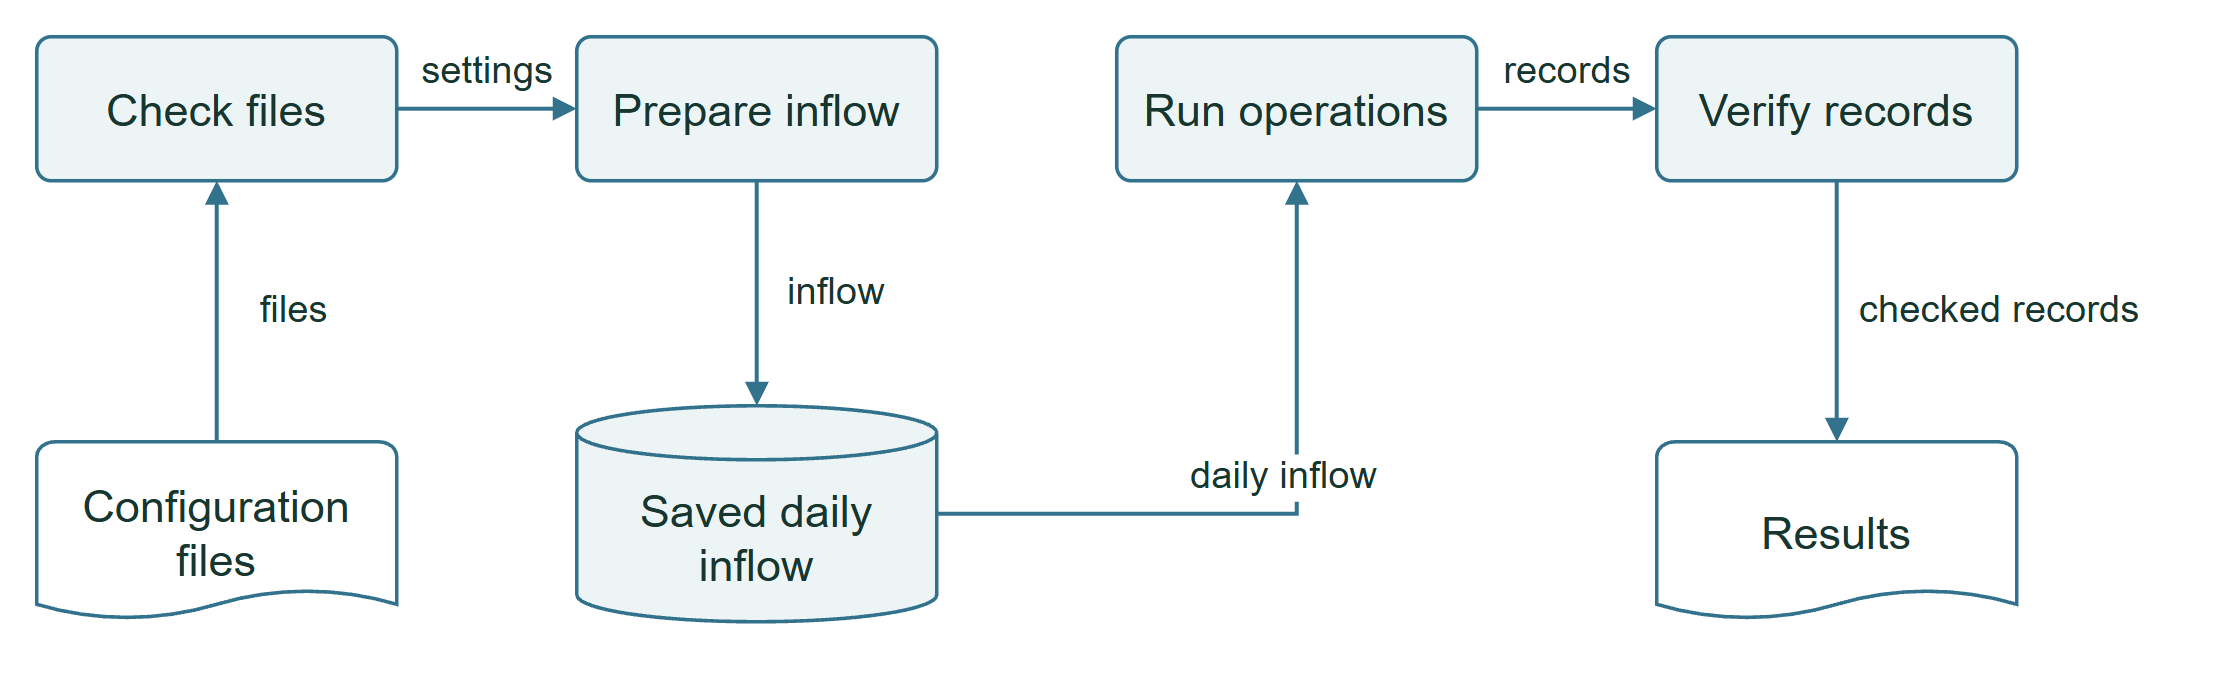 Check files
settings
Prepare inflow
Run operations
records
Verify records
files
inflow
checked records
daily inflow
Configuration
files
Saved daily
inflow
Results